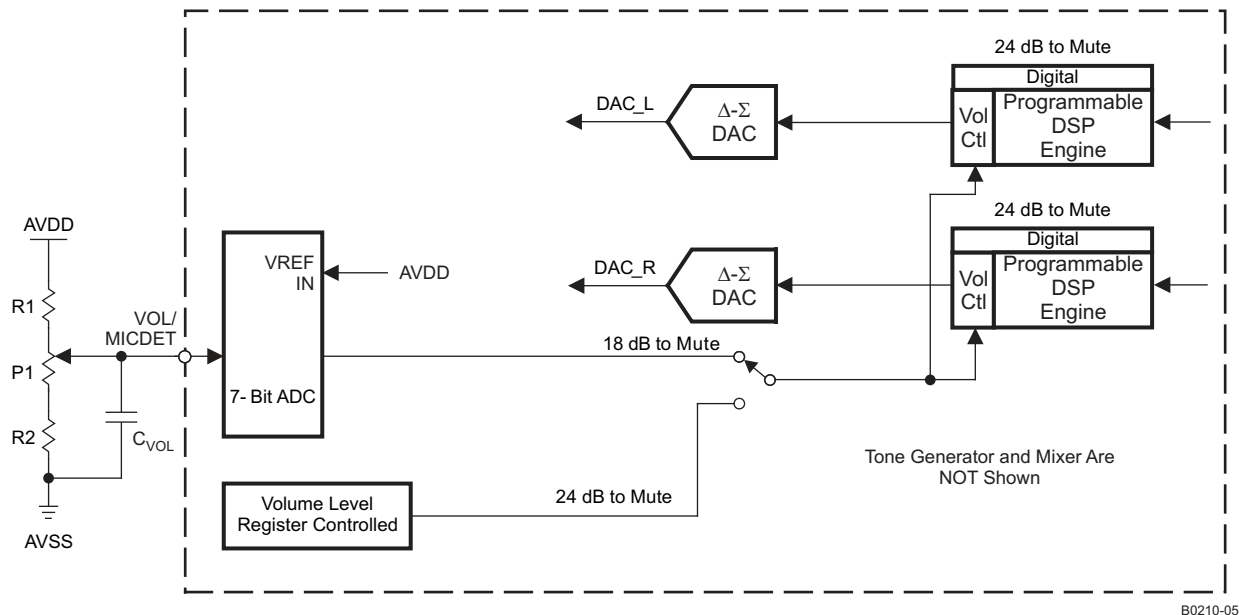 24 dB to Mute
Digital
Vol
Ctl
Programmable
DSP
Engine
DAC_L
Δ-Σ
DAC
24 dB to Mute
Digital
Vol
Ctl
Programmable
DSP
Engine
DAC_R
Δ-Σ
DAC
AVDD
R1
P1
R2
AVSS
VOL/
MICDET
CVOL
VREF
IN
AVDD
7- Bit ADC
18 dB to Mute
Volume Level
Register Controlled
24 dB to Mute
Tone Generator and Mixer Are
NOT Shown
B0210-05